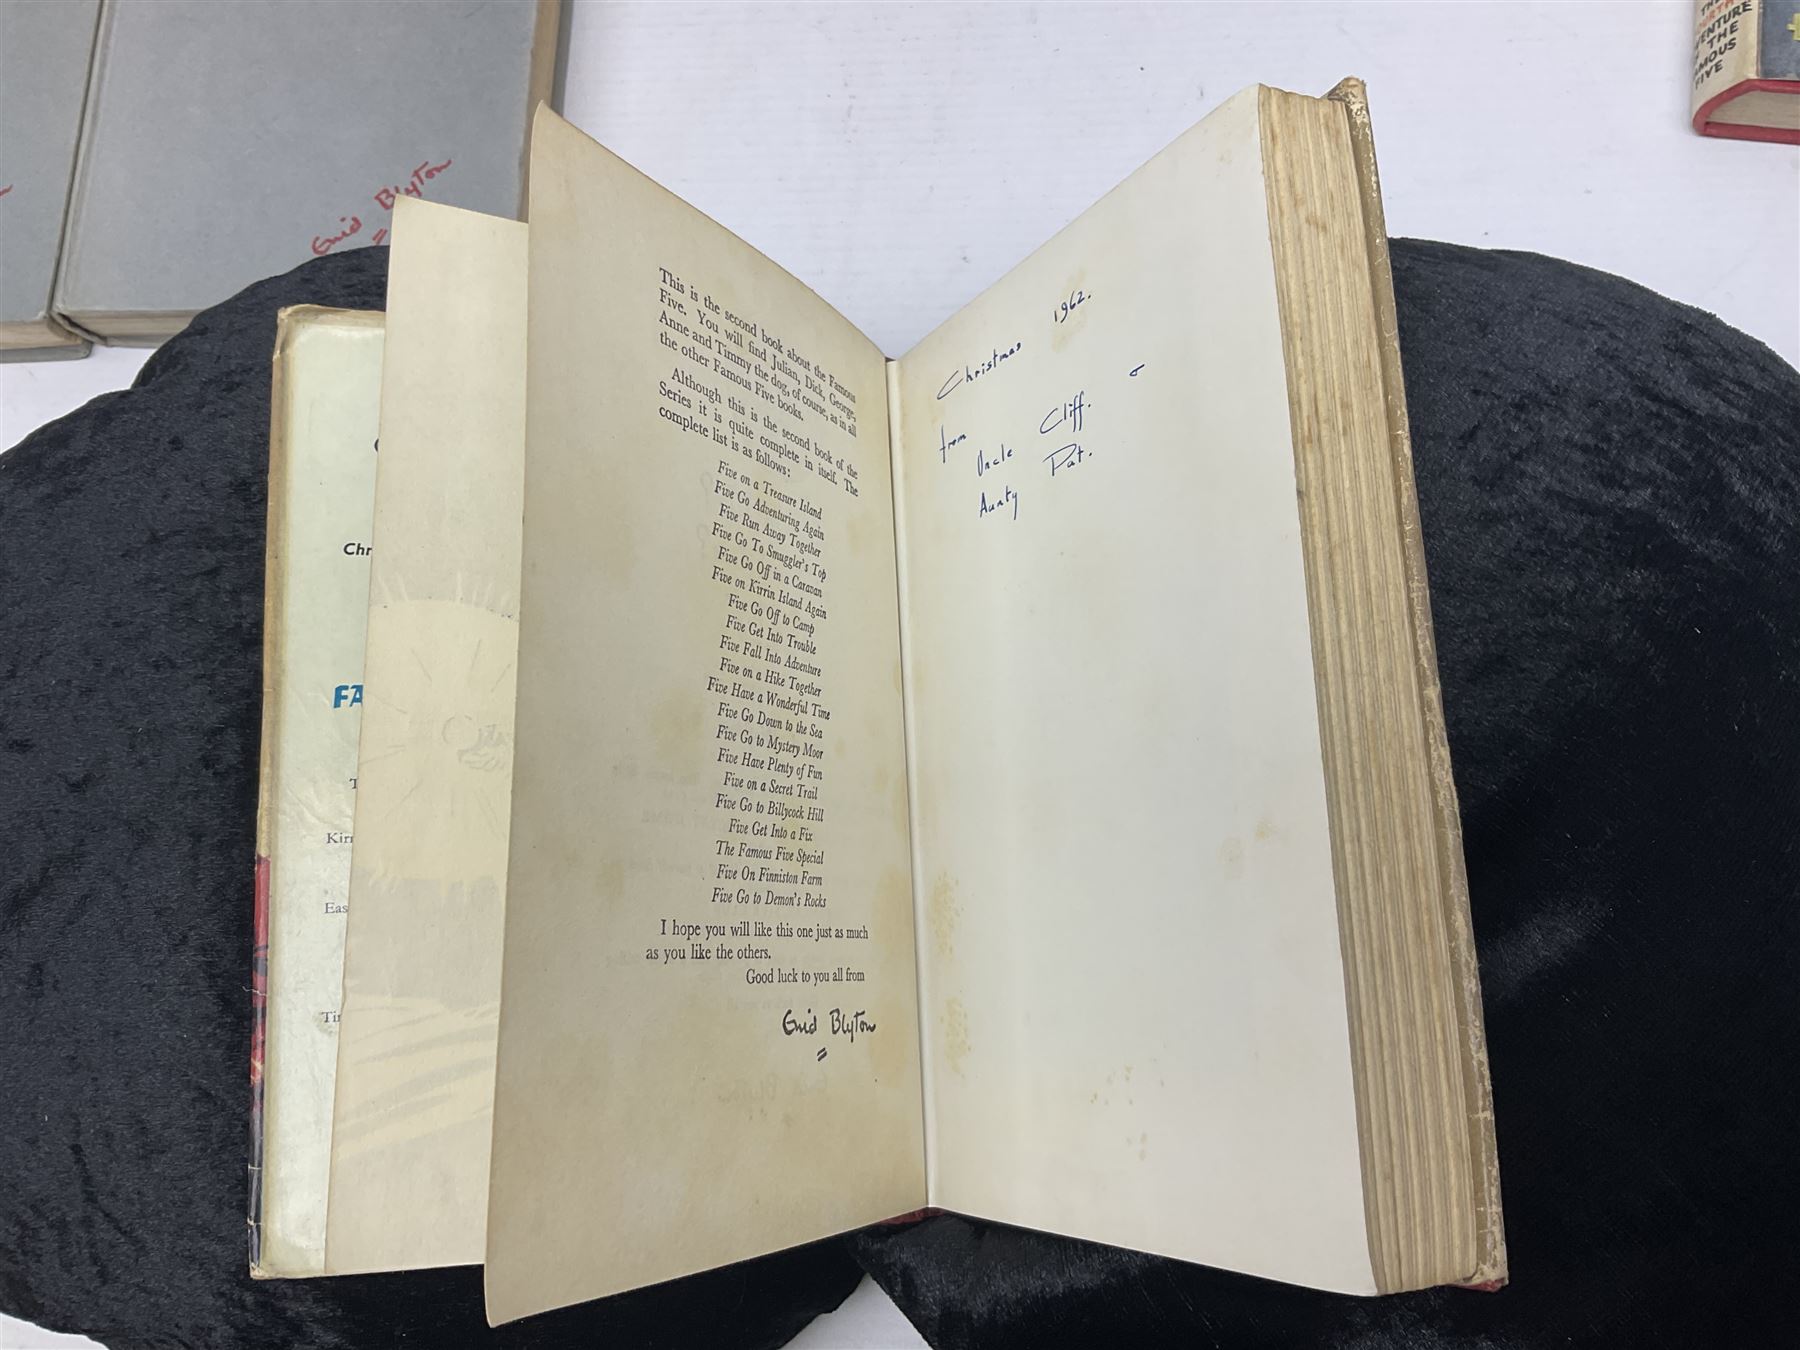 Enid Blyton
THE
VENTURE
THE
FIVE
Chr
FA
T
Kirr
Eas
This is the second book about the Famous
Five. You will find Julian, Dick, George,
Anne and Timmy the dog, of course, as in all
the other Famous Five books.
Although this is the second book of the
Series it is quite complete in itself. The
complete list is as follows:
Five on a Treasure Island
Five Go Adventuring Again
Five Run Away Together
Five Go To Smuggler's Top
Five Go Off in a Caravan
Five on Kirrin Island Again
Five Go Off to Camp
Five Get Into Trouble
Five Fall Into Adventure
Five on a Hike Together
Five Have a Wonderful Time
Five Go Down to the Sea
Five Go to Mystery Moor
Five Have Plenty of Fun
Five on a Secret Trail
Five Go to Billycock Hill
Five Get Into a Fix
The Famous Five Special
Five On Finniston Farm
Five Go to Demon's Rocks
I hope you will like this one just as much
as you like the others.
Good luck to you all from
Enid Blyton
Christmas 1962.
from
Uncle Cliff. &
Aunty Pat.